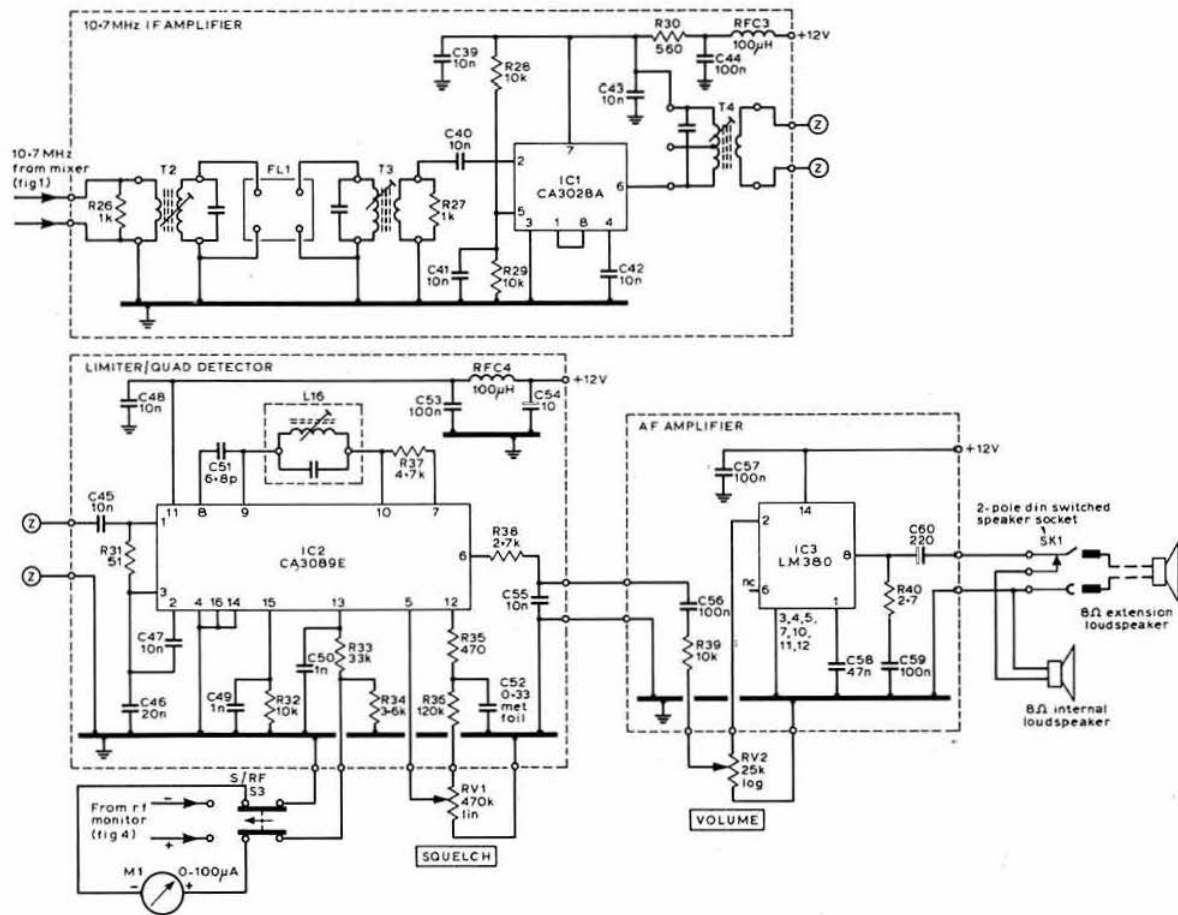 10·7MHz IF AMPLIFIER
R30
560
RFC3
100μH
+12V
C39
10n
R28
10k
C44
100n
C43
10n
T4
Z
Z
10·7MHz
from mixer
(fig1)
R26
1k
T2
FL1
T3
C40
10n
R27
1k
2
7
IC1
CA3028A
6
5
3
1
8
4
C41
10n
R29
10k
C42
10n
LIMITER/QUAD DETECTOR
RFC4
100μH
+12V
C48
10n
C53
100n
C54
10
L16
C51
6·8p
R37
4·7k
C45
10n
Z
Z
R31
51
11
8
9
10
7
1
IC2
CA3089E
6
3
2
4
16
14
15
13
5
12
R38
2·7k
C55
10n
C47
10n
C46
20n
C49
1n
R32
10k
C50
1n
R33
33k
R34
3·6k
R35
470
R36
120k
C52
0·33
met
foil
S/RF
S3
From rf
monitor
(fig 4)
-
+
M1
0-100μA
-
+
RV1
470k
lin
SQUELCH
AF AMPLIFIER
+12V
C57
100n
14
2
IC3
LM380
8
nc
6
1
3,4,5,
7,10,
11,12
C60
220
R40
2·7
C56
100n
R39
10k
C58
47n
C59
100n
RV2
25k
log
VOLUME
2-pole din switched
speaker socket
SK1
8Ω extension
loudspeaker
8Ω internal
loudspeaker